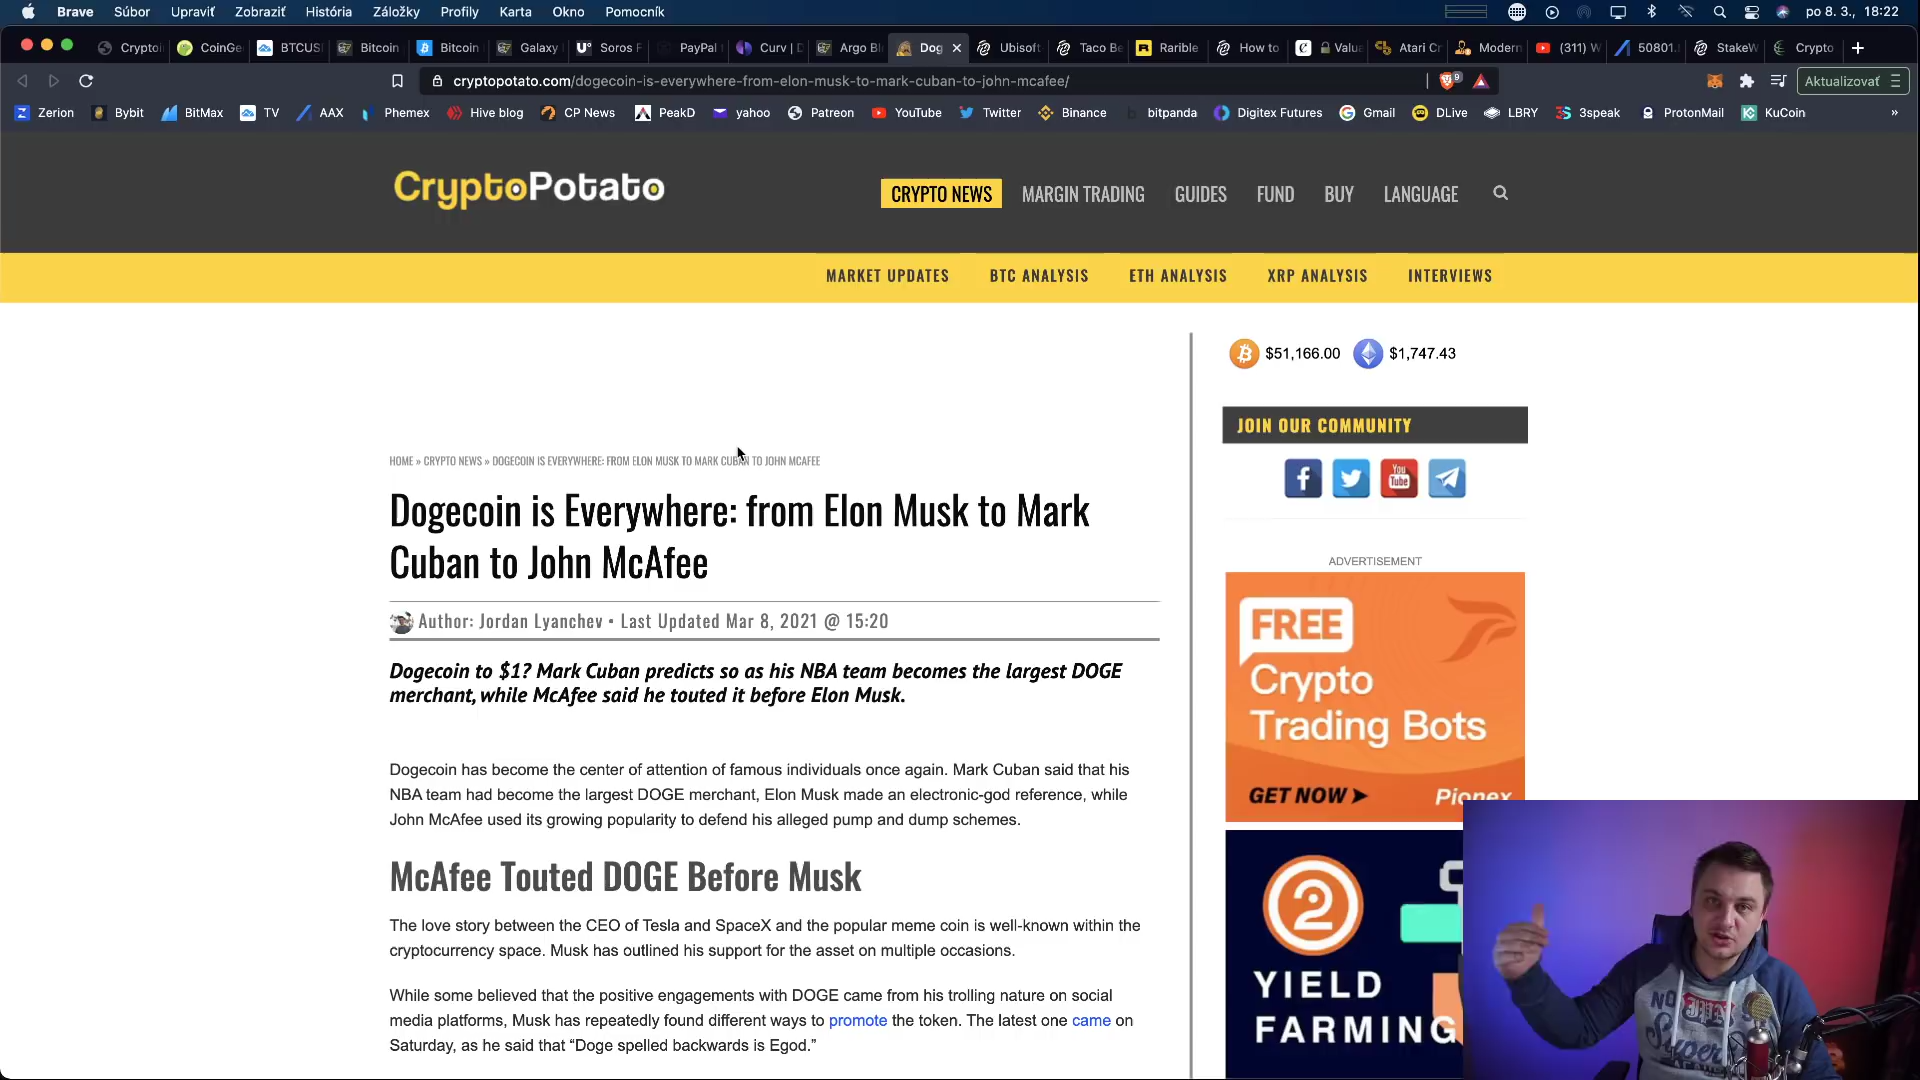 Brave Súbor Upraviť Zobraziť História Záložky Profily Karta Okno Pomocník po 8. 3., 18:22
Cryptoi CoinGe BTCUS Bitcoin Bitcoin Galaxy Soros F PayPal Curv | D Argo Bl Dog Ubisoft Taco Be Rarible How to Valua Atari Cr Modern (311) W 50801. StakeW Crypto
cryptopotato.com/dogecoin-is-everywhere-from-elon-musk-to-mark-cuban-to-john-mcafee/ 9 Aktualizovať
Zerion Bybit BitMax TV AAX Phemex Hive blog CP News PeakD yahoo Patreon YouTube Twitter Binance bitpanda Digitex Futures Gmail DLive LBRY 3speak ProtonMail KuCoin »
CryptoPotato
CRYPTO NEWS MARGIN TRADING GUIDES FUND BUY LANGUAGE
MARKET UPDATES BTC ANALYSIS ETH ANALYSIS XRP ANALYSIS INTERVIEWS
$51,166.00 $1,747.43
JOIN OUR COMMUNITY
You Tube
HOME » CRYPTO NEWS » DOGECOIN IS EVERYWHERE: FROM ELON MUSK TO MARK CUBAN TO JOHN MCAFEE
Dogecoin is Everywhere: from Elon Musk to Mark
Cuban to John McAfee
Author: Jordan Lyanchev • Last Updated Mar 8, 2021 @ 15:20
Dogecoin to $1? Mark Cuban predicts so as his NBA team becomes the largest DOGE
merchant, while McAfee said he touted it before Elon Musk.
Dogecoin has become the center of attention of famous individuals once again. Mark Cuban said that his
NBA team had become the largest DOGE merchant, Elon Musk made an electronic-god reference, while
John McAfee used its growing popularity to defend his alleged pump and dump schemes.
McAfee Touted DOGE Before Musk
The love story between the CEO of Tesla and SpaceX and the popular meme coin is well-known within the
cryptocurrency space. Musk has outlined his support for the asset on multiple occasions.
While some believed that the positive engagements with DOGE came from his trolling nature on social
media platforms, Musk has repeatedly found different ways to promote the token. The latest one came on
Saturday, as he said that “Doge spelled backwards is Egod.”
ADVERTISEMENT
FREE
Crypto
Trading Bots
GET NOW Pionex
2
YIELD
FARMING